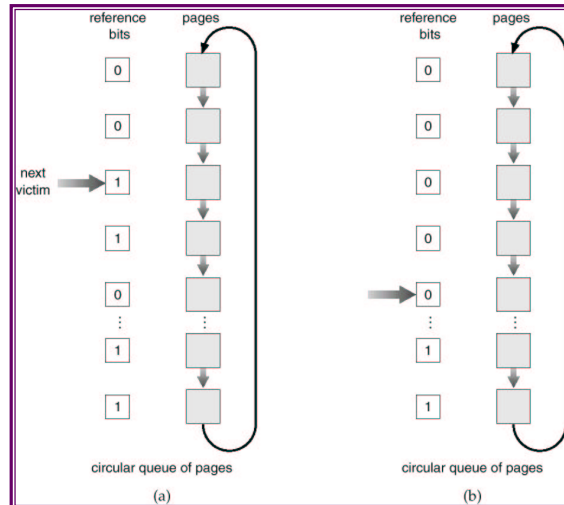 reference bits pages
0
0
next victim 1
1
0
⋮ ⋮
1
1
circular queue of pages
(a)
reference bits pages
0
0
0
0
0
⋮ ⋮
1
1
circular queue of pages
(b)